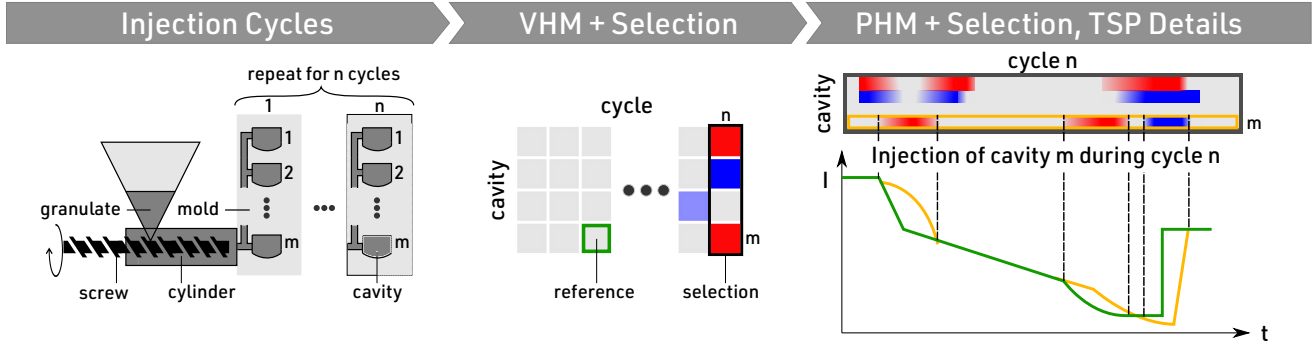 Injection Cycles
VHM + Selection
PHM + Selection, TSP Details
repeat for n cycles
1
n
1
2
m
1
2
m
granulate
mold
screw
cylinder
cavity
cycle
n
cavity
m
reference
selection
cycle n
cavity
m
Injection of cavity m during cycle n
I
t